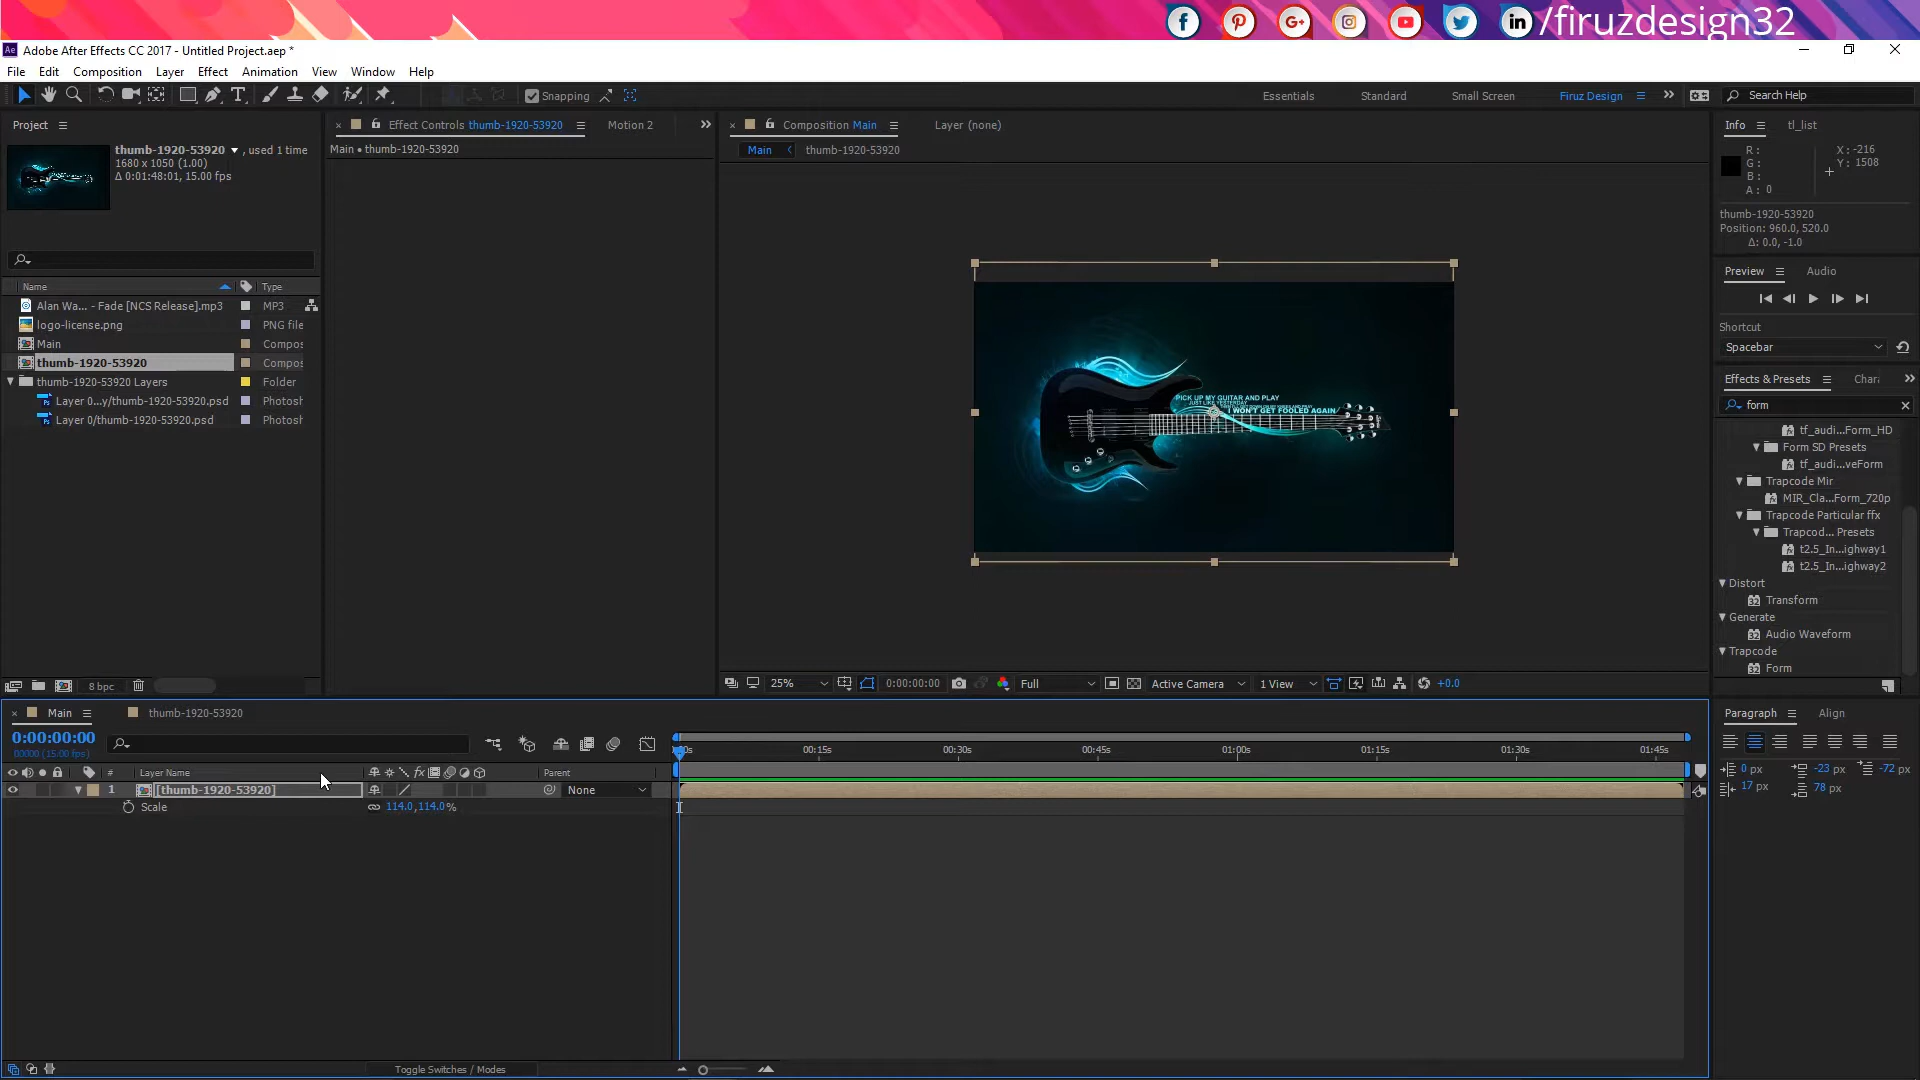 /firuzdesign32
Ae Adobe After Effects CC 2017 - Untitled Project.aep *
File Edit Composition Layer Effect Animation View Window Help
Snapping
Essentials Standard Small Screen Firuz Design Search Help
Project
thumb-1920-53920 , used 1 time
1680 x 1050 (1.00)
Δ 0:01:48:01, 15.00 fps
Name Type
Alan Wa... - Fade [NCS Release].mp3 MP3
logo-license.png PNG file
Main Compos
thumb-1920-53920 Compos
thumb-1920-53920 Layers Folder
Layer 0...y/thumb-1920-53920.psd Photosh
Layer 0/thumb-1920-53920.psd Photosh
8 bpc
Effect Controls thumb-1920-53920 Motion 2
Main • thumb-1920-53920
Composition Main Layer (none)
Main thumb-1920-53920
PICK UP MY GUITAR AND PLAY
JUST LIKE YESTERDAY
I WON'T GET FOOLED AGAIN
25% 0:00:00:00 Full Active Camera 1 View +0.0
Info tl_list
R :
G :
B :
A : 0
X : -216
Y : 1508
thumb-1920-53920
Position: 960.0, 520.0
Δ: 0.0, -1.0
Preview Audio
Shortcut
Spacebar
Effects & Presets Chara
form
tf_audi...Form_HD
Form SD Presets
tf_audi...veForm
Trapcode Mir
MIR_Cla...Form_720p
Trapcode Particular ffx
Trapcod... Presets
t2.5_In...ighway1
t2.5_In...ighway2
Distort
Transform
Generate
Audio Waveform
Trapcode
Form
Main thumb-1920-53920
0:00:00:00
00000 (15.00 fps)
# Layer Name Parent
1 [thumb-1920-53920] None
Scale 114.0,114.0%
00:15s 00:30s 00:45s 01:00s 01:15s 01:30s 01:45s
Toggle Switches / Modes
Paragraph Align
0 px -23 px -72 px
17 px 78 px